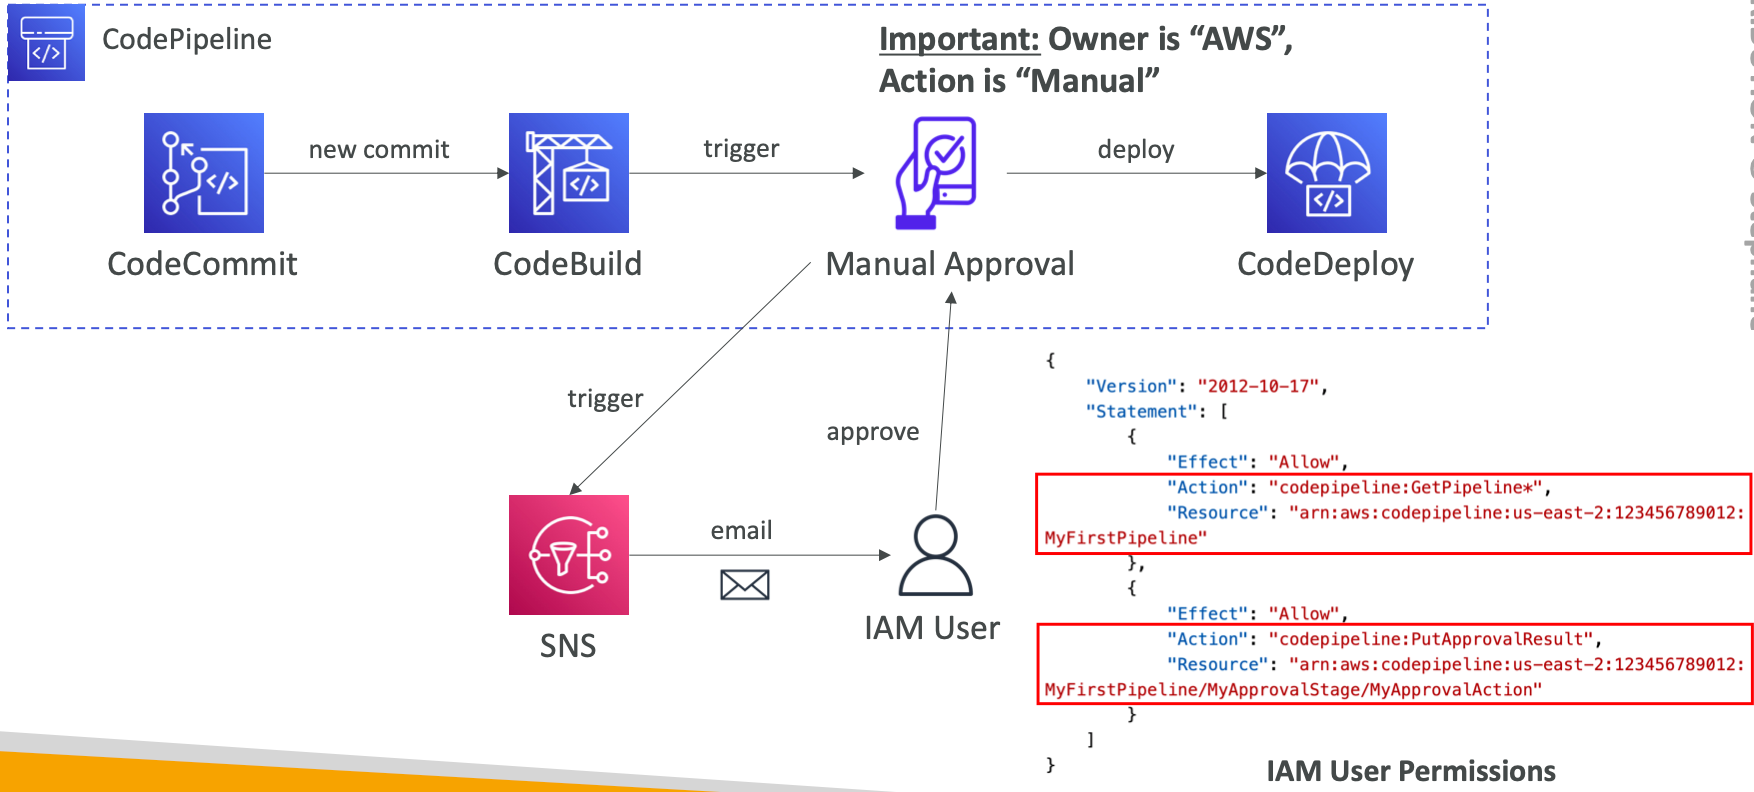 CodePipeline
Important: Owner is “AWS”,
Action is “Manual”
new commit
trigger
deploy
CodeCommit
CodeBuild
Manual Approval
CodeDeploy
trigger
approve
email
SNS
IAM User
{
"Version": "2012-10-17",
"Statement": [
{
"Effect": "Allow",
"Action": "codepipeline:GetPipeline*",
"Resource": "arn:aws:codepipeline:us-east-2:123456789012:
MyFirstPipeline"
},
{
"Effect": "Allow",
"Action": "codepipeline:PutApprovalResult",
"Resource": "arn:aws:codepipeline:us-east-2:123456789012:
MyFirstPipeline/MyApprovalStage/MyApprovalAction"
}
]
}
IAM User Permissions